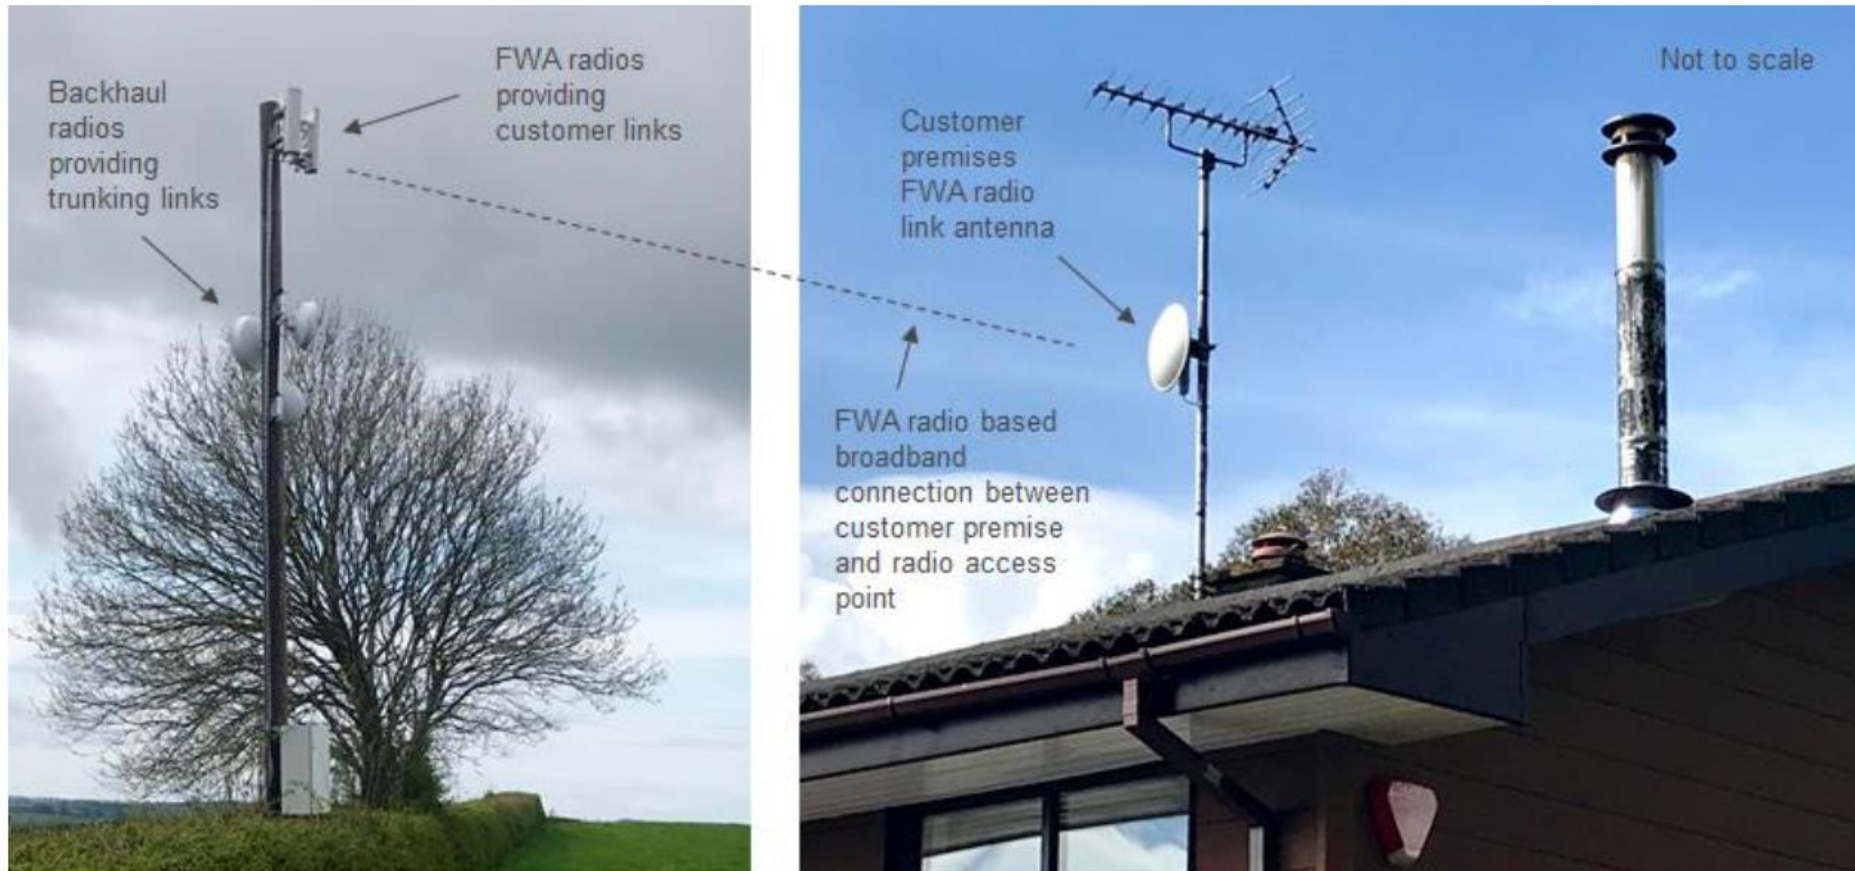 Backhaul
radios
providing
trunking links
FWA radios
providing
customer links
Customer
premises
FWA radio
link antenna
FWA radio based
broadband
connection between
customer premise
and radio access
point
Not to scale